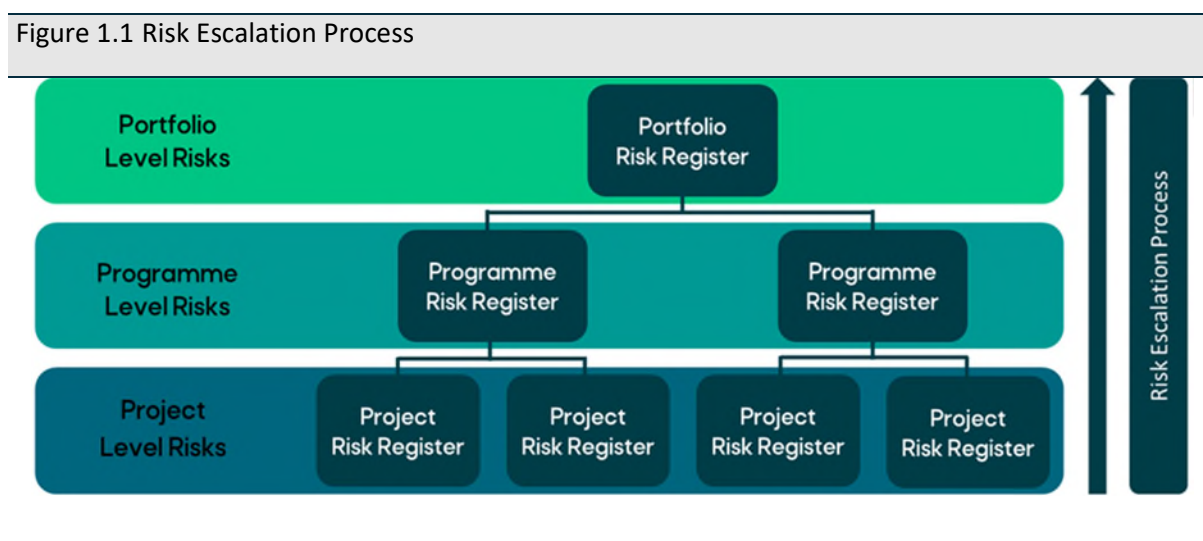 Figure 1.1 Risk Escalation Process
Portfolio
Level Risks
Portfolio
Risk Register
Programme
Level Risks
Programme
Risk Register
Programme
Risk Register
Project
Level Risks
Project
Risk Register
Project
Risk Register
Project
Risk Register
Project
Risk Register
Risk Escalation Process